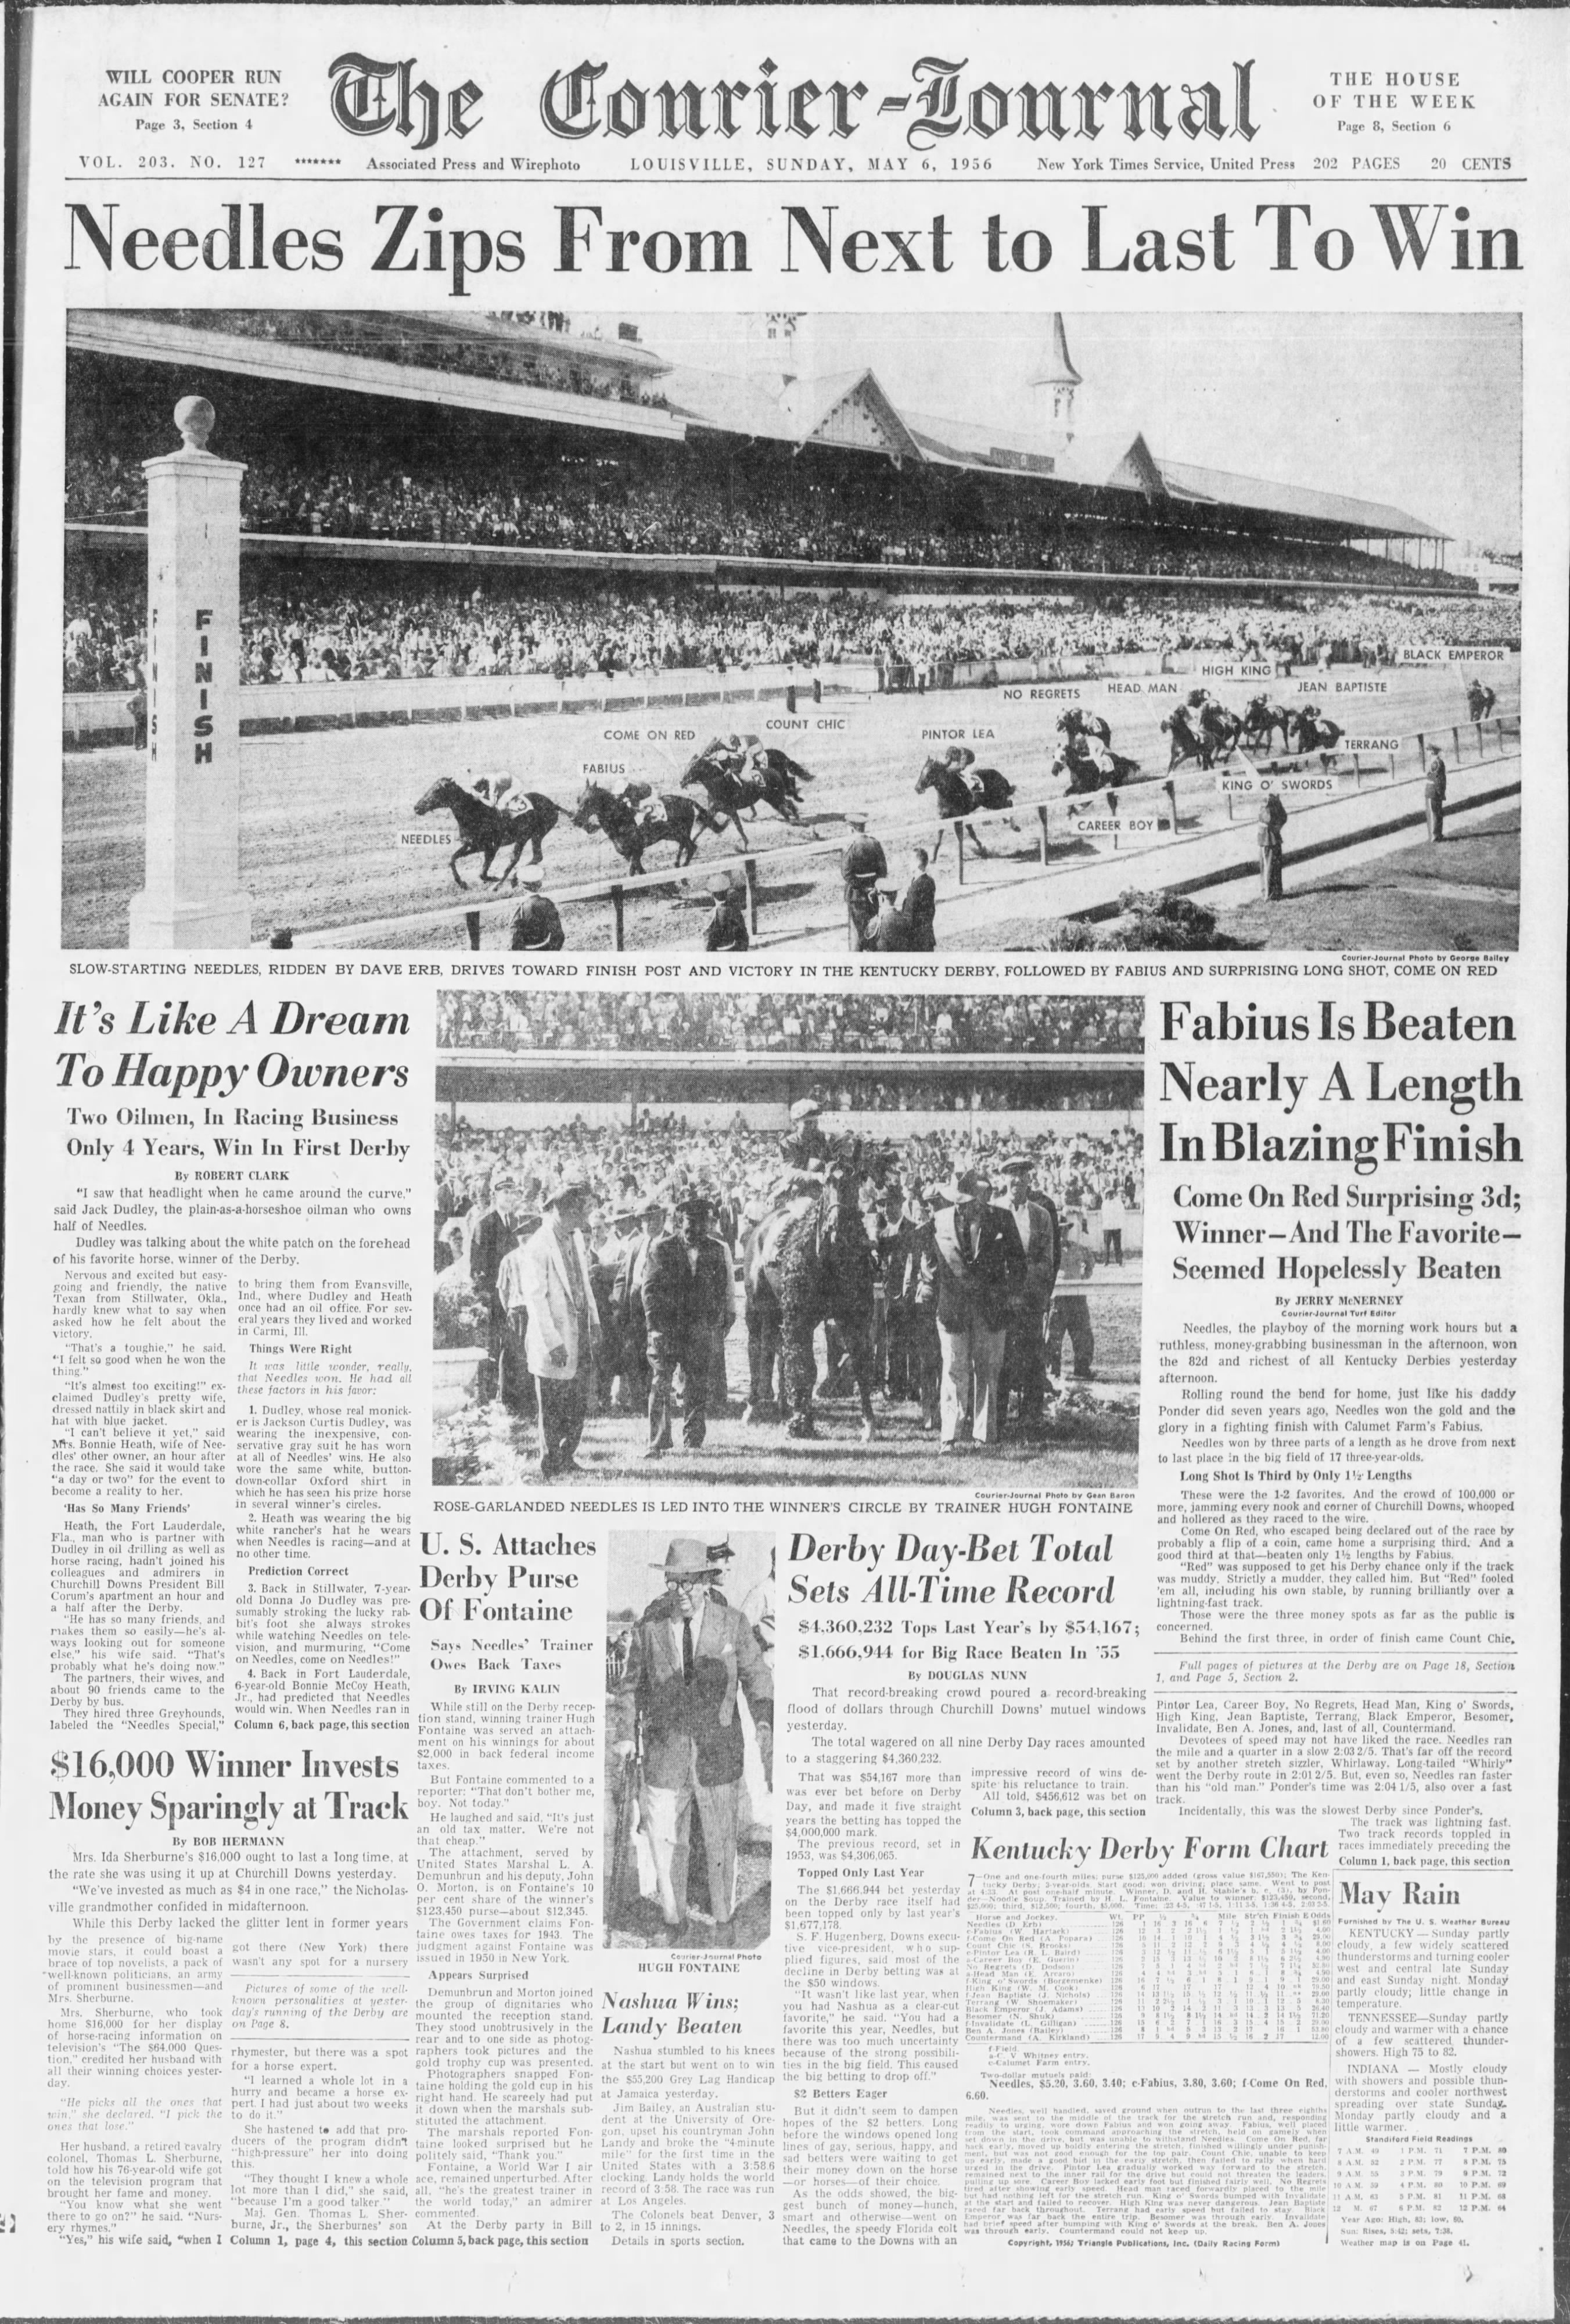 WILL COOPER RUN
AGAIN FOR SENATE?
Page 3, Section 4
The Courier-Journal
THE HOUSE
OF THE WEEK
Page 8, Section 6
VOL. 203. NO. 127 ******* Associated Press and Wirephoto LOUISVILLE, SUNDAY, MAY 6, 1956 New York Times Service, United Press 202 PAGES 20 CENTS
Needles Zips From Next to Last To Win
FINISH
FINISH
NEEDLES
FABIUS
COME ON RED
COUNT CHIC
PINTOR LEA
NO REGRETS
HEAD MAN
HIGH KING
JEAN BAPTISTE
BLACK EMPEROR
TERRANG
KING O' SWORDS
CAREER BOY
Courier-Journal Photo by George Bailey
SLOW-STARTING NEEDLES, RIDDEN BY DAVE ERB, DRIVES TOWARD FINISH POST AND VICTORY IN THE KENTUCKY DERBY, FOLLOWED BY FABIUS AND SURPRISING LONG SHOT, COME ON RED
It's Like A Dream
To Happy Owners
Two Oilmen, In Racing Business
Only 4 Years, Win In First Derby
By ROBERT CLARK
"I saw that headlight when he came around the curve,"
said Jack Dudley, the plain-as-a-horseshoe oilman who owns
half of Needles.
Dudley was talking about the white patch on the forehead
of his favorite horse, winner of the Derby.
Nervous and excited but easy-
going and friendly, the native
Texan from Stillwater, Okla.,
hardly knew what to say when
asked how he felt about the
victory.
"That's a toughie," he said.
"I felt so good when he won the
thing."
"It's almost too exciting!" ex-
claimed Dudley's pretty wife,
dressed nattily in black skirt and
hat with blue jacket.
"I can't believe it yet," said
Mrs. Bonnie Heath, wife of Nee-
dles' other owner, an hour after
the race. She said it would take
"a day or two" for the event to
become a reality to her.
'Has So Many Friends'
Heath, the Fort Lauderdale,
Fla., man who is partner with
Dudley in oil drilling as well as
horse racing, hadn't joined his
colleagues and admirers in
Churchill Downs President Bill
Corum's apartment an hour and
a half after the Derby.
"He has so many friends, and
makes them so easily—he's al-
ways looking out for someone
else," his wife said. "That's
probably what he's doing now."
The partners, their wives, and
about 90 friends came to the
Derby by bus.
They hired three Greyhounds,
labeled the "Needles Special,"
to bring them from Evansville,
Ind., where Dudley and Heath
once had an oil office. For sev-
eral years they lived and worked
in Carmi, Ill.
Things Were Right
It was little wonder, really,
that Needles won. He had all
these factors in his favor:
1. Dudley, whose real monick-
er is Jackson Curtis Dudley, was
wearing the inexpensive, con-
servative gray suit he has worn
at all of Needles' wins. He also
wore the same white, button-
down-collar Oxford shirt in
which he has seen his prize horse
in several winner's circles.
2. Heath was wearing the big
white rancher's hat he wears
when Needles is racing—and at
no other time.
Prediction Correct
3. Back in Stillwater, 7-year-
old Donna Jo Dudley was pre-
sumably stroking the lucky rab-
bit's foot she always strokes
while watching Needles on tele-
vision, and murmuring, "Come
on Needles, come on Needles!"
4. Back in Fort Lauderdale,
6-year-old Bonnie McCoy Heath,
Jr., had predicted that Needles
would win. When Needles ran in
Column 6, back page, this section
$16,000 Winner Invests
Money Sparingly at Track
By BOB HERMANN
Mrs. Ida Sherburne's $16,000 ought to last a long time, at
the rate she was using it up at Churchill Downs yesterday.
"We've invested as much as $4 in one race," the Nicholas-
ville grandmother confided in midafternoon.
While this Derby lacked the glitter lent in former years
by the presence of big-name
movie stars, it could boast a
brace of top novelists, a pack of
well-known politicians, an army
of prominent businessmen—and
Mrs. Sherburne.
Mrs. Sherburne, who took
home $16,000 for her display
of horse-racing information on
television's "The $64,000 Ques-
tion," credited her husband with
all their winning choices yester-
day.
"He picks all the ones that
win," she declared. "I pick the
ones that lose."
Her husband, a retired cavalry
colonel, Thomas L. Sherburne,
told how his 76-year-old wife got
on the television program that
brought her fame and money.
"You know what she went
there to go on?" he said. "Nurs-
ery rhymes."
"Yes," his wife said, "when I
got there (New York) there
wasn't any spot for a nursery
Pictures of some of the well-
known personalities at yester-
day's running of the Derby are
on Page 8.
rhymester, but there was a spot
for a horse expert.
"I learned a whole lot in a
hurry and became a horse ex-
pert. I had just about two weeks
to do it."
She hastened to add that pro-
ducers of the program didn't
"high-pressure" her into doing
this.
"They thought I knew a whole
lot more than I did," she said,
"because I'm a good talker."
Maj. Gen. Thomas L. Sher-
burne, Jr., the Sherburnes' son
Column 1, page 4, this section
Courier-Journal Photo by Gean Baron
ROSE-GARLANDED NEEDLES IS LED INTO THE WINNER'S CIRCLE BY TRAINER HUGH FONTAINE
U. S. Attaches
Derby Purse
Of Fontaine
Says Needles' Trainer
Owes Back Taxes
By IRVING KALIN
While still on the Derby recep-
tion stand, winning trainer Hugh
Fontaine was served an attach-
ment on his winnings for about
$2,000 in back federal income
taxes.
But Fontaine commented to a
reporter: "That don't bother me,
boy. Not today."
He laughed and said, "It's just
an old tax matter. We're not
that cheap."
The attachment, served by
United States Marshal L. A.
Demunbrun and his deputy, John
O. Morton, is on Fontaine's 10
per cent share of the winner's
$123,450 purse—about $12,345.
The Government claims Fon-
taine owes taxes for 1943. The
judgment against Fontaine was
issued in 1950 in New York.
Appears Surprised
Demunbrun and Morton joined
the group of dignitaries who
mounted the reception stand.
They stood unobtrusively in the
rear and to one side as photog-
raphers took pictures and the
gold trophy cup was presented.
Photographers snapped Fon-
taine holding the gold cup in his
right hand. He scarcely had put
it down when the marshals sub-
stituted the attachment.
The marshals reported Fon-
taine looked surprised but he
politely said, "Thank you."
Fontaine, a World War I air
ace, remained unperturbed. After
all, "he's the greatest trainer in
the world today," an admirer
commented.
At the Derby party in Bill
Column 5, back page, this section
Courier-Journal Photo
HUGH FONTAINE
Nashua Wins;
Landy Beaten
Nashua stumbled to his knees
at the start but went on to win
the $55,200 Grey Lag Handicap
at Jamaica yesterday.
Jim Bailey, an Australian stu-
dent at the University of Ore-
gon, upset his countryman John
Landy and broke the "4-minute
mile" for the first time in the
United States with a 3:58.6
clocking. Landy holds the world
record of 3:58. The race was run
at Los Angeles.
The Colonels beat Denver, 3
to 2, in 15 innings.
Details in sports section.
Derby Day-Bet Total
Sets All-Time Record
$4,360,232 Tops Last Year's by $54,167;
$1,666,944 for Big Race Beaten In '55
By DOUGLAS NUNN
That record-breaking crowd poured a record-breaking
flood of dollars through Churchill Downs' mutuel windows
yesterday.
The total wagered on all nine Derby Day races amounted
to a staggering $4,360,232.
That was $54,167 more than
was ever bet before on Derby
Day, and made it five straight
years the betting has topped the
$4,000,000 mark.
The previous record, set in
1953, was $4,306,065.
Topped Only Last Year
The $1,666,944 bet yesterday
on the Derby race itself had
been topped only by last year's
$1,677,178.
S. F. Hugenberg, Downs execu-
tive vice-president, who sup-
plied figures, said most of the
decline in Derby betting was at
the $50 windows.
"It wasn't like last year, when
you had Nashua as a clear-cut
favorite," he said. "You had a
favorite this year, Needles, but
there was too much uncertainty
because of the strong possibili-
ties in the big field. This caused
the big betting to drop off."
$2 Betters Eager
But it didn't seem to dampen
hopes of the $2 betters. Long
before the windows opened long
lines of gay, serious, happy, and
sad betters were waiting to get
their money down on the horse
—or horses—of their choice.
As the odds showed, the big-
gest bunch of money—hunch,
smart and otherwise—went on
Needles, the speedy Florida colt
that came to the Downs with an
impressive record of wins de-
spite his reluctance to train.
All told, $456,612 was bet on
Column 3, back page, this section
Kentucky Derby Form Chart
Horse and Jockey. Wt. PP ½ ¾ Mile Str'ch Finish E.Odds
Needles (D. Erb)
c-Fabius (W. Hartack)
f-Come On Red (A. Popara)
Count Chic (S. Brooks)
c-Pintor Lea (R. L. Baird)
a-Career Boy (E. Guerin)
No Regrets (D. Dodson)
a-Head Man (E. Arcaro)
f-King o' Swords (Borgemenke)
High King (W. M. Cook)
f-Jean Baptiste (J. Nichols)
Terrang (W. Shoemaker)
Black Emperor (J. Adams)
Besomer (N. Shuk)
f-Invalidate (L. Gilligan)
Ben A. Jones (Bailey)
Countermand (A. Kirkland)
f-Field.
a-C. V. Whitney entry.
c-Calumet Farm entry.
Two-dollar mutuels paid:
Needles, $5.20, 3.60, 3.40; c-Fabius, 3.80, 3.60; f-Come On Red,
6.60.
Copyright, 1956; Triangle Publications, Inc. (Daily Racing Form)
Fabius Is Beaten
Nearly A Length
In Blazing Finish
Come On Red Surprising 3d;
Winner—And The Favorite—
Seemed Hopelessly Beaten
By JERRY McNERNEY
Courier-Journal Turf Editor
Needles, the playboy of the morning work hours but a
ruthless, money-grabbing businessman in the afternoon, won
the 82d and richest of all Kentucky Derbies yesterday
afternoon.
Rolling round the bend for home, just like his daddy
Ponder did seven years ago, Needles won the gold and the
glory in a fighting finish with Calumet Farm's Fabius.
Needles won by three parts of a length as he drove from next
to last place in the big field of 17 three-year-olds.
Long Shot Is Third by Only 1½ Lengths
These were the 1-2 favorites. And the crowd of 100,000 or
more, jamming every nook and corner of Churchill Downs, whooped
and hollered as they raced to the wire.
Come On Red, who escaped being declared out of the race by
probably a flip of a coin, came home a surprising third. And a
good third at that—beaten only 1½ lengths by Fabius.
"Red" was supposed to get his Derby chance only if the track
was muddy. Strictly a mudder, they called him. But "Red" fooled
'em all, including his own stable, by running brilliantly over a
lightning-fast track.
Those were the three money spots as far as the public is
concerned.
Behind the first three, in order of finish came Count Chic,
Full pages of pictures at the Derby are on Page 18, Section
1, and Page 5, Section 2.
Pintor Lea, Career Boy, No Regrets, Head Man, King o' Swords,
High King, Jean Baptiste, Terrang, Black Emperor, Besomer,
Invalidate, Ben A. Jones, and, last of all, Countermand.
Devotees of speed may not have liked the race. Needles ran
the mile and a quarter in a slow 2:03 2/5. That's far off the record
set by another stretch sizzler, Whirlaway. Long-tailed "Whirly"
went the Derby route in 2:01 2/5. But, even so, Needles ran faster
than his "old man." Ponder's time was 2:04 1/5, also over a fast
track.
Incidentally, this was the slowest Derby since Ponder's.
The track was lightning fast.
Two track records toppled in
races immediately preceding the
Column 1, back page, this section
May Rain
Furnished by The U. S. Weather Bureau
KENTUCKY — Sunday partly
cloudy, a few widely scattered
thunderstorms and turning cooler
west and central late Sunday
and east Sunday night. Monday
partly cloudy; little change in
temperature.
TENNESSEE—Sunday partly
cloudy and warmer with a chance
of a few scattered thunder-
showers. High 75 to 82.
INDIANA — Mostly cloudy
with showers and possible thun-
derstorms and cooler northwest
spreading over state Sunday.
Monday partly cloudy and a
little warmer.
Standiford Field Readings
7 A.M. 49 1 P.M. 71 7 P.M. 80
8 A.M. 52 2 P.M. 77 8 P.M. 75
9 A.M. 55 3 P.M. 79 9 P.M. 72
10 A.M. 59 4 P.M. 80 10 P.M. 69
11 A.M. 63 5 P.M. 81 11 P.M. 68
12 M. 67 6 P.M. 82 12 P.M. 64
Year Ago: High, 83; low, 60.
Sun: Rises, 5:42; sets, 7:38.
Weather map is on Page 41.